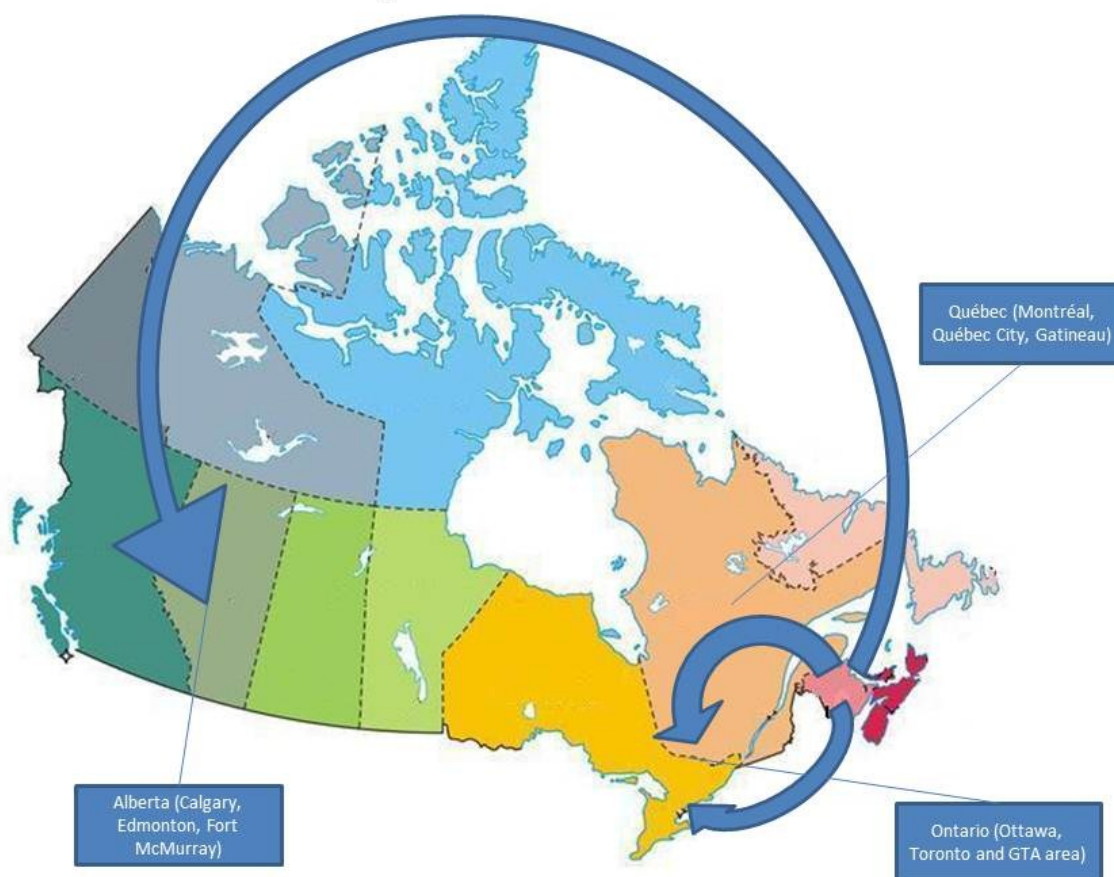 Québec (Montréal,
Québec City, Gatineau)
Alberta (Calgary,
Edmonton, Fort
McMurray)
Ontario (Ottawa,
Toronto and GTA area)